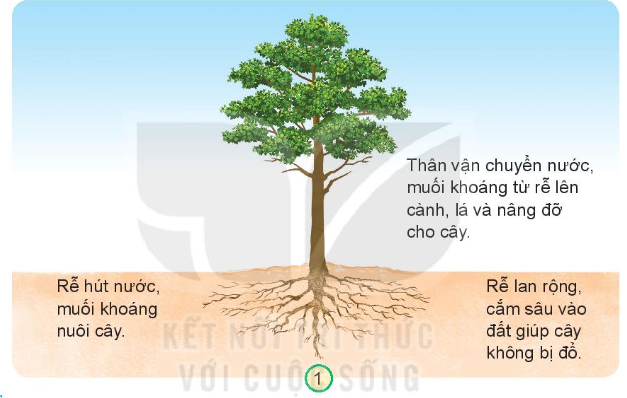 Thân vận chuyển nước,
muối khoáng từ rễ lên
cành, lá và nâng đỡ
cho cây.
Rễ hút nước,
muối khoáng
nuôi cây.
Rễ lan rộng,
cắm sâu vào
đất giúp cây
không bị đổ.
KẾT NỐI TRI THỨC
VỚI CUỘC SỐNG
1